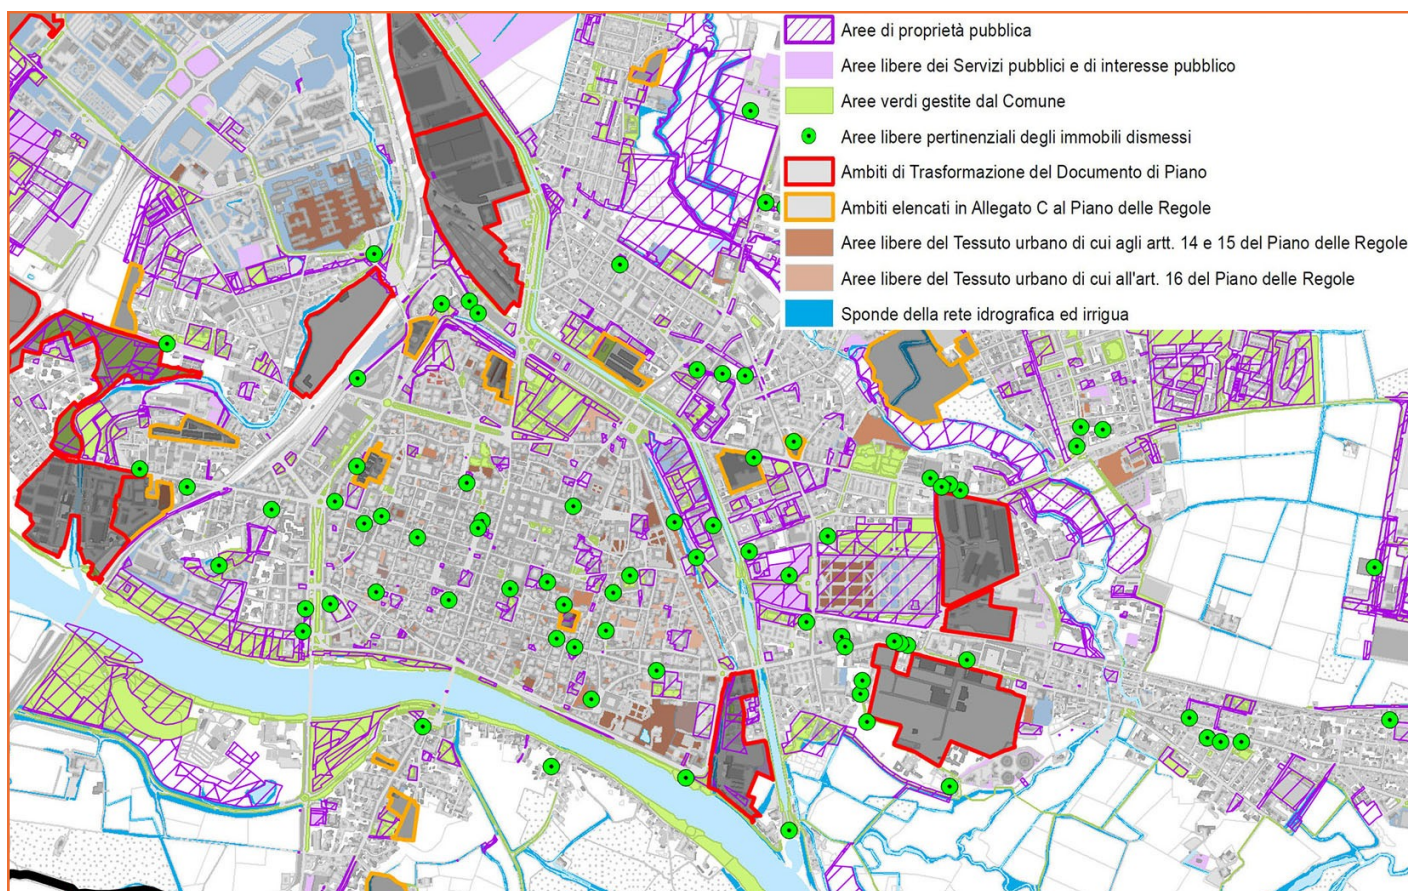 Aree di proprietà pubblica
Aree libere dei Servizi pubblici e di interesse pubblico
Aree verdi gestite dal Comune
Aree libere pertinenziali degli immobili dismessi
Ambiti di Trasformazione del Documento di Piano
Ambiti elencati in Allegato C al Piano delle Regole
Aree libere del Tessuto urbano di cui agli artt. 14 e 15 del Piano delle Regole
Aree libere del Tessuto urbano di cui all'art. 16 del Piano delle Regole
Sponde della rete idrografica ed irrigua